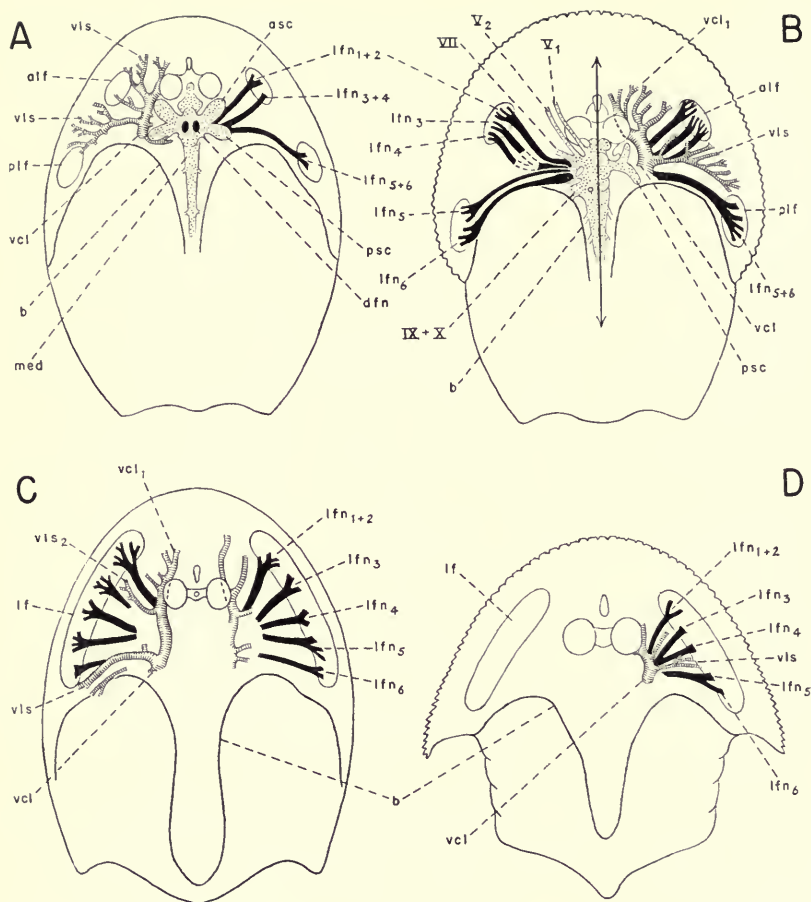 A
vls
asc
alf
lfn1+2
lfn3+4
vls
plf
lfn5+6
vcl
psc
b
dfn
med
B
V2
VII
V1
vcl1
alf
lfn3
lfn4
vls
lfn5
plf
lfn6
lfn5+6
IX + X
vcl
b
psc
C
vcl1
lfn1+2
vls2
lfn3
lf
lfn4
lfn5
lfn6
vls
vcl
b
D
lfn1+2
lf
lfn3
lfn4
vls
lfn5
lfn6
vcl